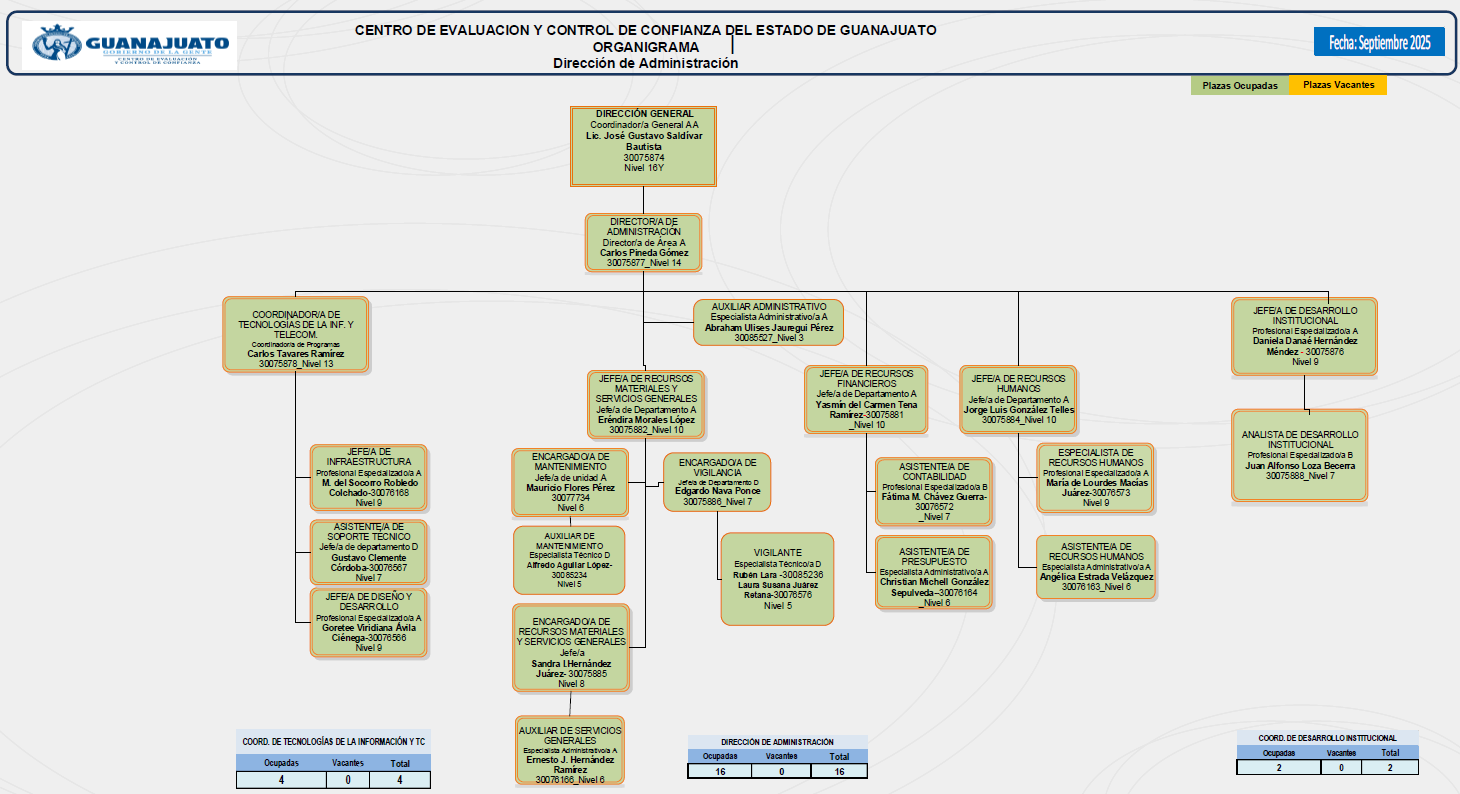 GUANAJUATO
GOBIERNO DE LA GENTE
CENTRO DE EVALUACIÓN
Y CONTROL DE CONFIANZA
CENTRO DE EVALUACION Y CONTROL DE CONFIANZA DEL ESTADO DE GUANAJUATO
ORGANIGRAMA
Dirección de Administración
Fecha: Septiembre 2025
Plazas Ocupadas
Plazas Vacantes
DIRECCIÓN GENERAL
Coordinador/a General AA
Lic. José Gustavo Saldívar
Bautista
30075874
Nivel 16Y
DIRECTOR/A DE
ADMINISTRACIÓN
Director/a de Área A
Carlos Pineda Gómez
30075877_Nivel 14
COORDINADOR/A DE
TECNOLOGÍAS DE LA INF. Y
TELECOM.
Coordinador/a de Programas
Carlos Tavares Ramírez
30075878_Nivel 13
AUXILIAR ADMINISTRATIVO
Especialista Administrativo/a A
Abraham Ulises Jauregui Pérez
30085527_Nivel 3
JEFE/A DE DESARROLLO
INSTITUCIONAL
Profesional Especializado/a A
Daniela Danaé Hernández
Méndez - 30075876
Nivel 9
JEFE/A DE RECURSOS
MATERIALES Y
SERVICIOS GENERALES
Jefe/a de Departamento A
Eréndira Morales López
30075882_Nivel 10
JEFE/A DE RECURSOS
FINANCIEROS
Jefe/a de Departamento A
Yasmín del Carmen Tena
Ramírez-30075881
_Nivel 10
JEFE/A DE RECURSOS
HUMANOS
Jefe/a de Departamento A
Jorge Luis González Telles
30075884_Nivel 10
ANALISTA DE DESARROLLO
INSTITUCIONAL
Profesional Especializado/a B
Juan Alfonso Loza Becerra
30075888_Nivel 7
JEFE/A DE
INFRAESTRUCTURA
Profesional Especializado/a A
M. del Socorro Robledo
Colchado-30076168
Nivel 9
ASISTENTE/A DE
SOPORTE TÉCNICO
Jefe/a de departamento D
Gustavo Clemente
Córdoba-30076567
Nivel 7
JEFE/A DE DISEÑO Y
DESARROLLO
Profesional Especializado/a A
Goretee Viridiana Ávila
Ciénega-30076566
Nivel 9
ENCARGADO/A DE
MANTENIMIENTO
Jefe/a de unidad A
Mauricio Flores Pérez
30077734
Nivel 6
AUXILIAR DE
MANTENIMIENTO
Especialista Técnico D
Alfredo Aguilar López-
30085234
Nivel 5
ENCARGADO/A DE
RECURSOS MATERIALES
Y SERVICIOS GENERALES
Jefe/a
Sandra I.Hernández
Juárez- 30075885
Nivel 8
AUXILIAR DE SERVICIOS
GENERALES
Especialista Administrativo/a A
Ernesto J. Hernández
Ramírez
30076166_Nivel 6
ENCARGADO/A DE
VIGILANCIA
Jefe/a de Departamento D
Edgardo Nava Ponce
30075886_Nivel 7
VIGILANTE
Especialista Técnico/a D
Rubén Lara -30085236
Laura Susana Juárez
Retana-30076576
Nivel 5
ASISTENTE/A DE
CONTABILIDAD
Profesional Especializado/a B
Fátima M. Chávez Guerra-
30076572
_Nivel 7
ASISTENTE/A DE
PRESUPUESTO
Especialista Administrativo/a A
Christian Michell González
Sepulveda--30076164
_Nivel 6
ESPECIALISTA DE
RECURSOS HUMANOS
Profesional Especializado/a A
María de Lourdes Macías
Juárez-30076573
Nivel 9
ASISTENTE/A DE
RECURSOS HUMANOS
Especialista Administrativo/a A
Angélica Estrada Velázquez
30076163_Nivel 6
COORD. DE TECNOLOGÍAS DE LA INFORMACIÓN Y TC
Ocupadas Vacantes Total
4 0 4
DIRECCIÓN DE ADMINISTRACIÓN
Ocupadas Vacantes Total
16 0 16
COORD. DE DESARROLLO INSTITUCIONAL
Ocupadas Vacantes Total
2 0 2